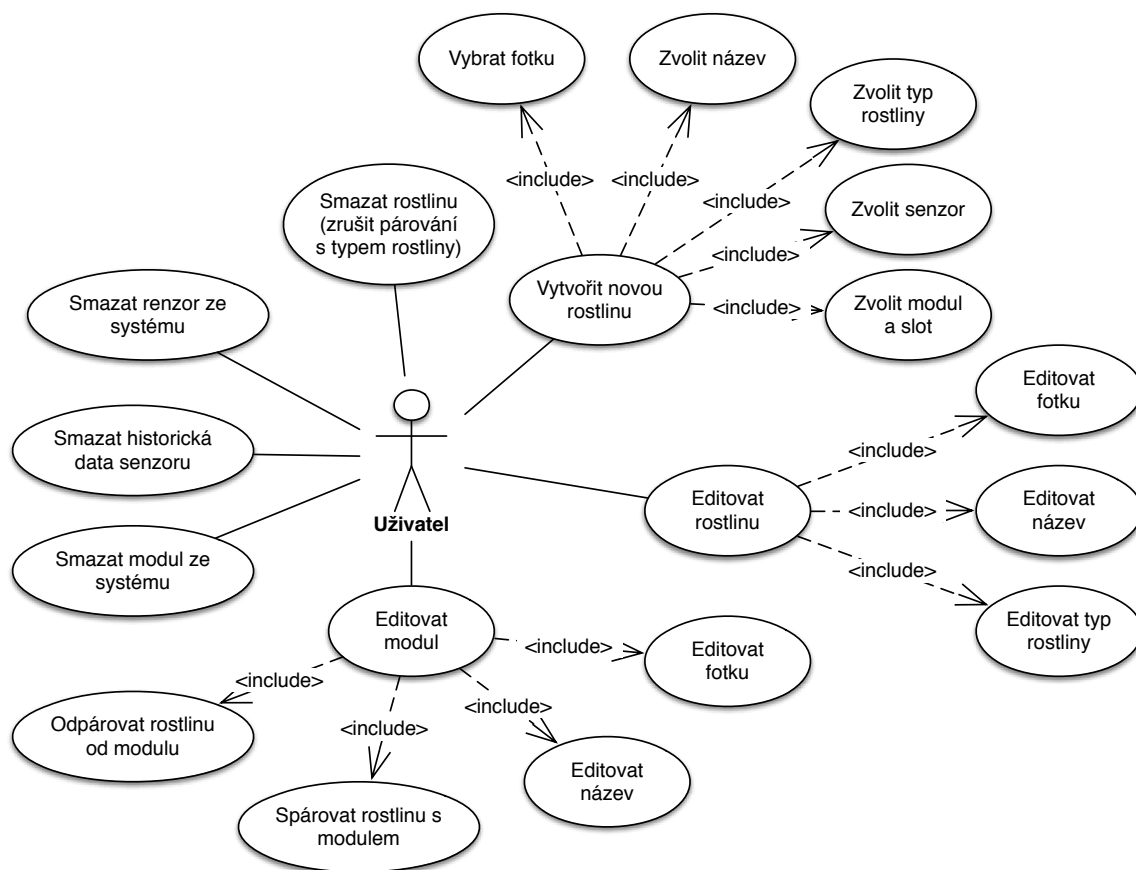 Vybrat fotku
Zvolit název
Zvolit typ
rostliny
<include>
<include>
<include>
Smazat rostlinu
(zrušit párování
s typem rostliny)
Zvolit senzor
<include>
Vytvořit novou
rostlinu
<include>
Zvolit modul
a slot
Smazat renzor ze
systému
Editovat
fotku
<include>
Smazat historická
data senzoru
Editovat
rostlinu
<include>
Editovat
název
Uživatel
Smazat modul ze
systému
<include>
Editovat typ
rostliny
Editovat
modul
<include>
Editovat
fotku
<include>
<include>
<include>
Odpárovat rostlinu
od modulu
Editovat
název
Spárovat rostlinu s
modulem